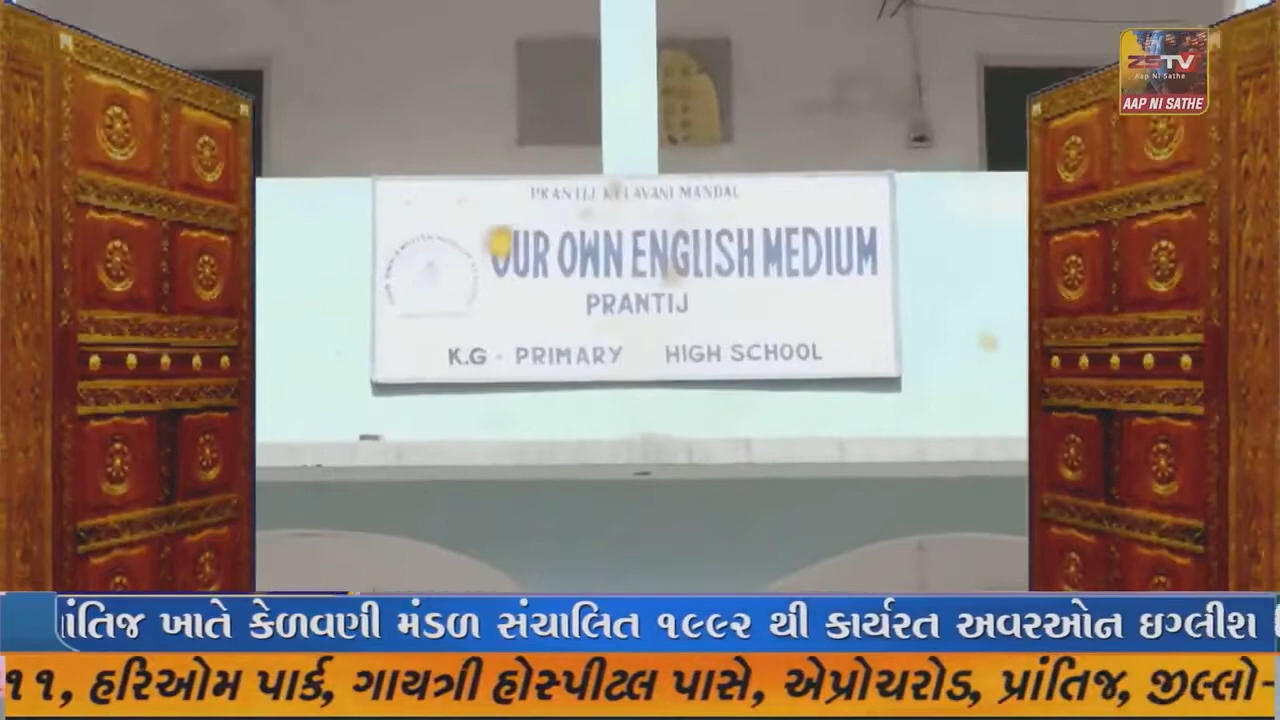 ZSTV
Aap Ni Sathe
AAP NI SATHE
PRANTIJ KELAVANI MANDAL
OUR OWN ENGLISH MEDIUM
PRANTIJ
K.G - PRIMARY HIGH SCHOOL
ાંતિજ ખાતે કેળવણી મંડળ સંચાલિત ૧૯૯૨ થી કાર્યરત અવરઓન ઇગ્લીશ
૧૧, હરિઓમ પાર્ક, ગાયત્રી હોસ્પીટલ પાસે, એપ્રોચરોડ, પ્રાંતિજ, જીલ્લો-